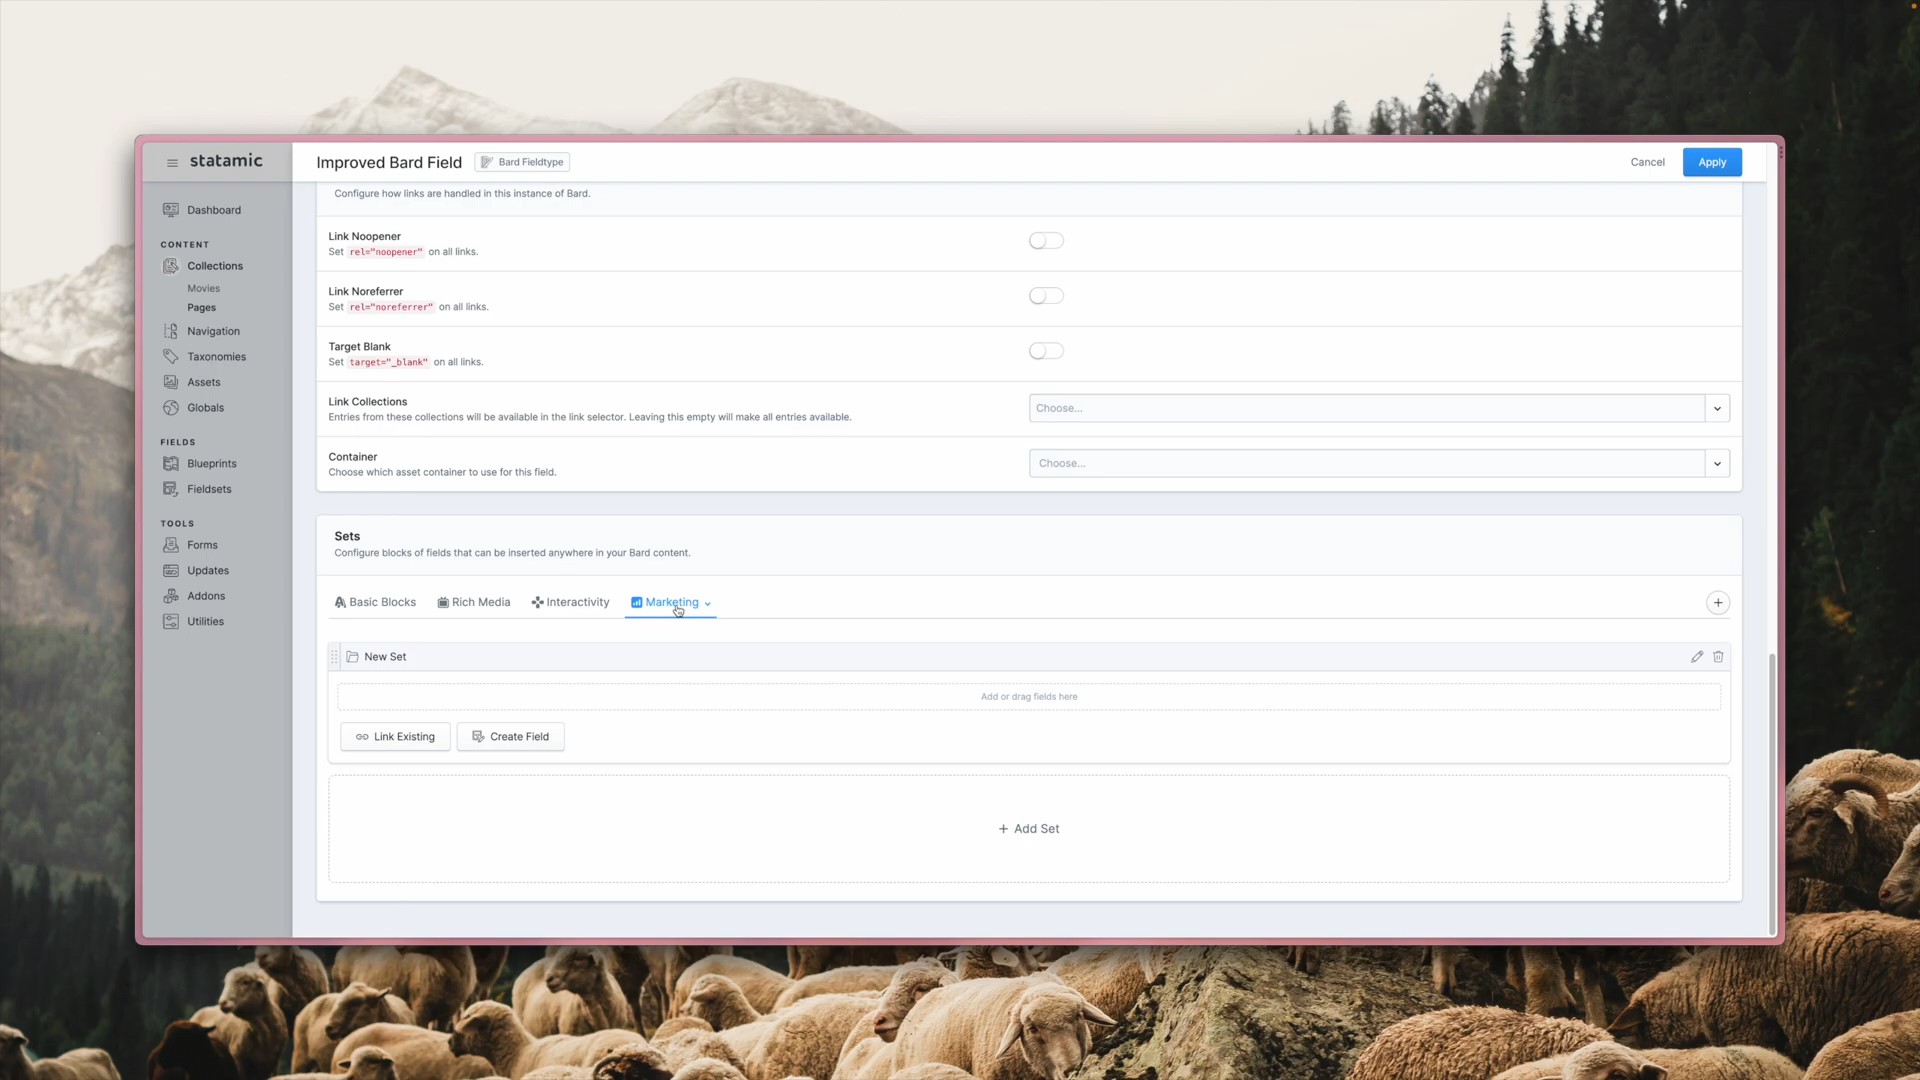 statamic
Improved Bard Field
Bard Fieldtype
Cancel
Apply
Dashboard
CONTENT
Collections
Movies
Pages
Navigation
Taxonomies
Assets
Globals
FIELDS
Blueprints
Fieldsets
TOOLS
Forms
Updates
Addons
Utilities
Configure how links are handled in this instance of Bard.
Link Noopener
Set rel="noopener" on all links.
Link Noreferrer
Set rel="noreferrer" on all links.
Target Blank
Set target="_blank" on all links.
Link Collections
Entries from these collections will be available in the link selector. Leaving this empty will make all entries available.
Choose...
Container
Choose which asset container to use for this field.
Choose...
Sets
Configure blocks of fields that can be inserted anywhere in your Bard content.
Basic Blocks Rich Media Interactivity Marketing
New Set
Add or drag fields here
Link Existing Create Field
+ Add Set